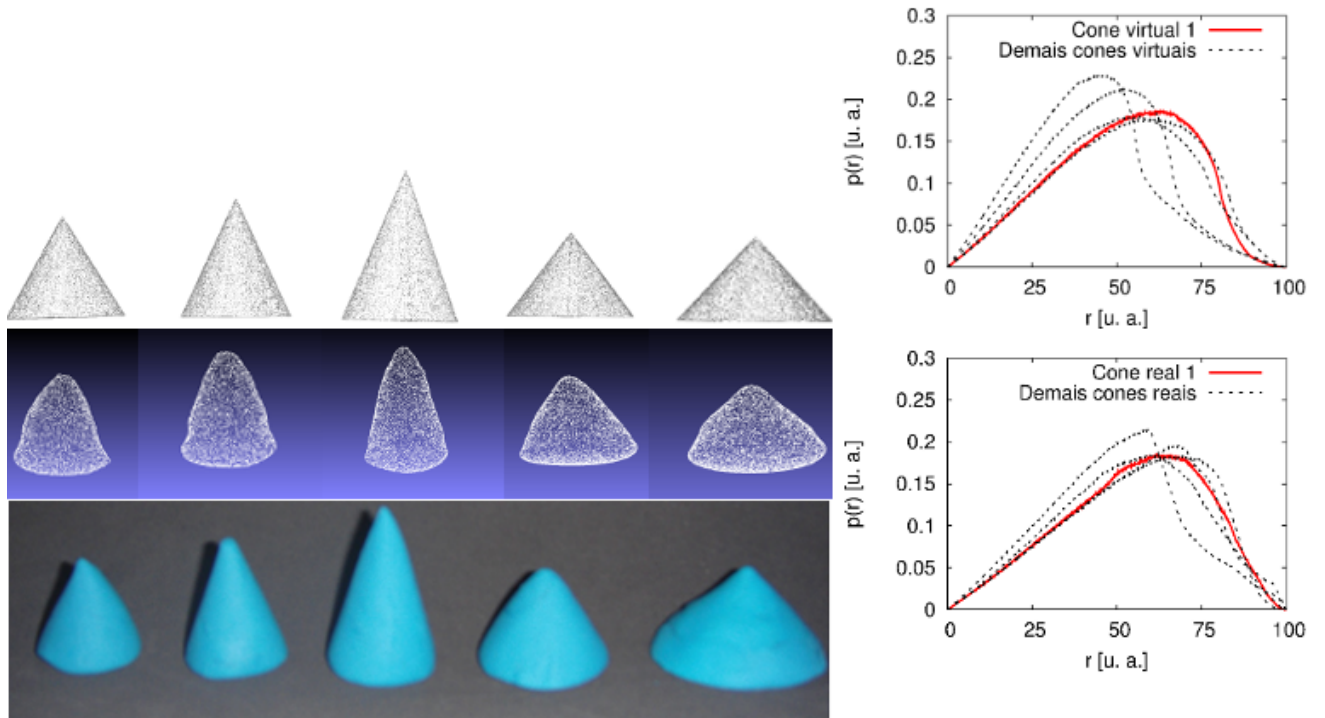 0.3
Cone virtual 1
Demais cones virtuais
0.25
0.2
p(r) [u. a.]
0.15
0.1
0.05
0
0 25 50 75 100
r [u. a.]
0.3
Cone real 1
Demais cones reais
0.25
0.2
p(r) [u. a.]
0.15
0.1
0.05
0
0 25 50 75 100
r [u. a.]